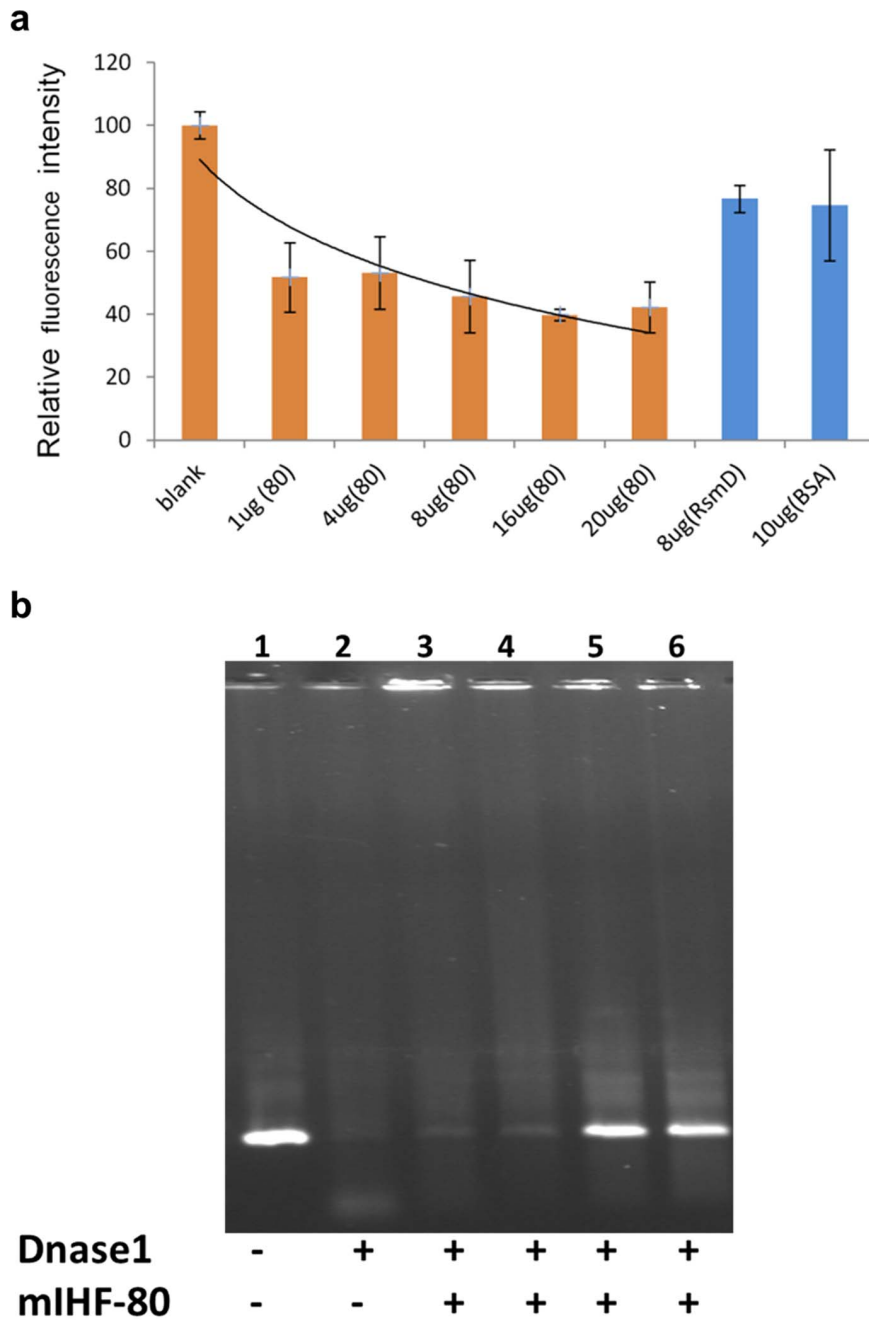 a
Relative fluorescence intensity
120
100
80
60
40
20
0
blank
1ug (80)
4ug(80)
8ug(80)
16ug(80)
20ug(80)
8ug(RsmD)
10ug(BSA)
b
1 2 3 4 5 6
Dnase1 - + + + + +
mIHF-80 - - + + + +